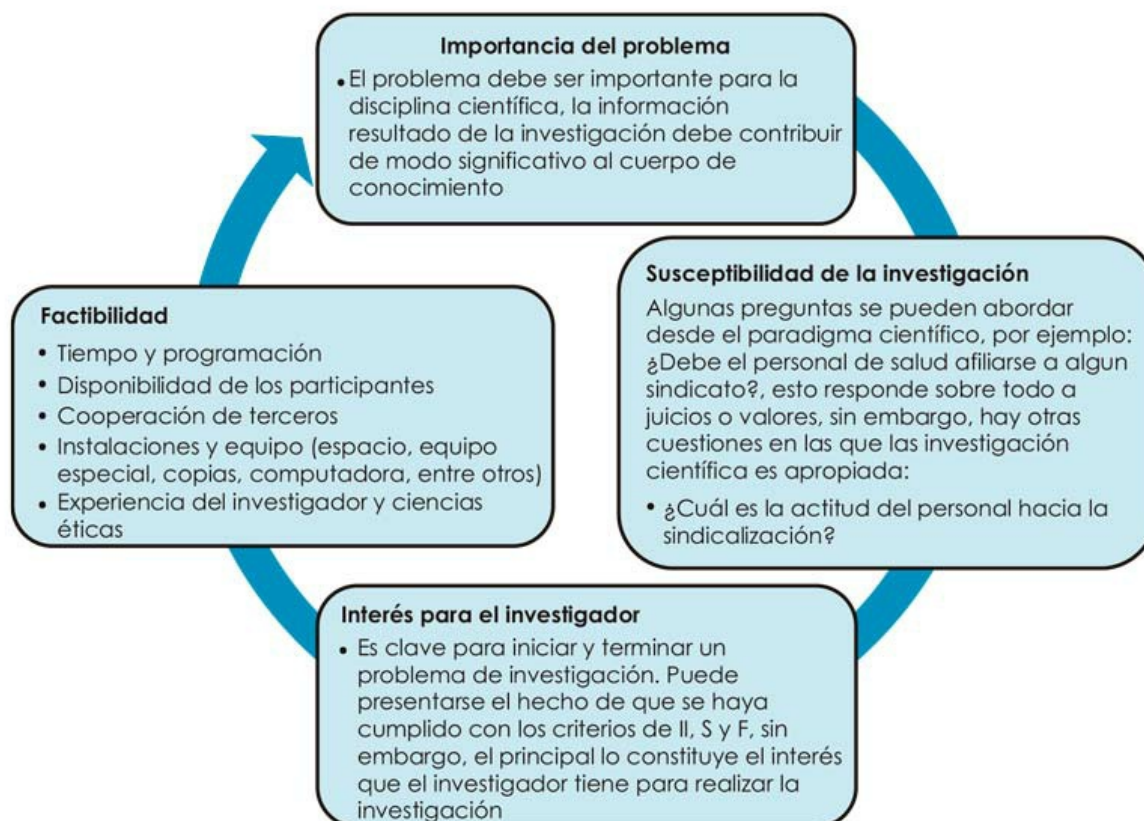 Importancia del problema
• El problema debe ser importante para la
disciplina científica, la información
resultado de la investigación debe contribuir
de modo significativo al cuerpo de
conocimiento
Susceptibilidad de la investigación
Algunas preguntas se pueden abordar
desde el paradigma científico, por ejemplo:
¿Debe el personal de salud afiliarse a algun
sindicato?, esto responde sobre todo a
juicios o valores, sin embargo, hay otras
cuestiones en las que las investigación
científica es apropiada:
• ¿Cuál es la actitud del personal hacia la
sindicalización?
Interés para el investigador
• Es clave para iniciar y terminar un
problema de investigación. Puede
presentarse el hecho de que se haya
cumplido con los criterios de II, S y F, sin
embargo, el principal lo constituye el interés
que el investigador tiene para realizar la
investigación
Factibilidad
• Tiempo y programación
• Disponibilidad de los participantes
• Cooperación de terceros
• Instalaciones y equipo (espacio, equipo
especial, copias, computadora, entre otros)
• Experiencia del investigador y ciencias
éticas